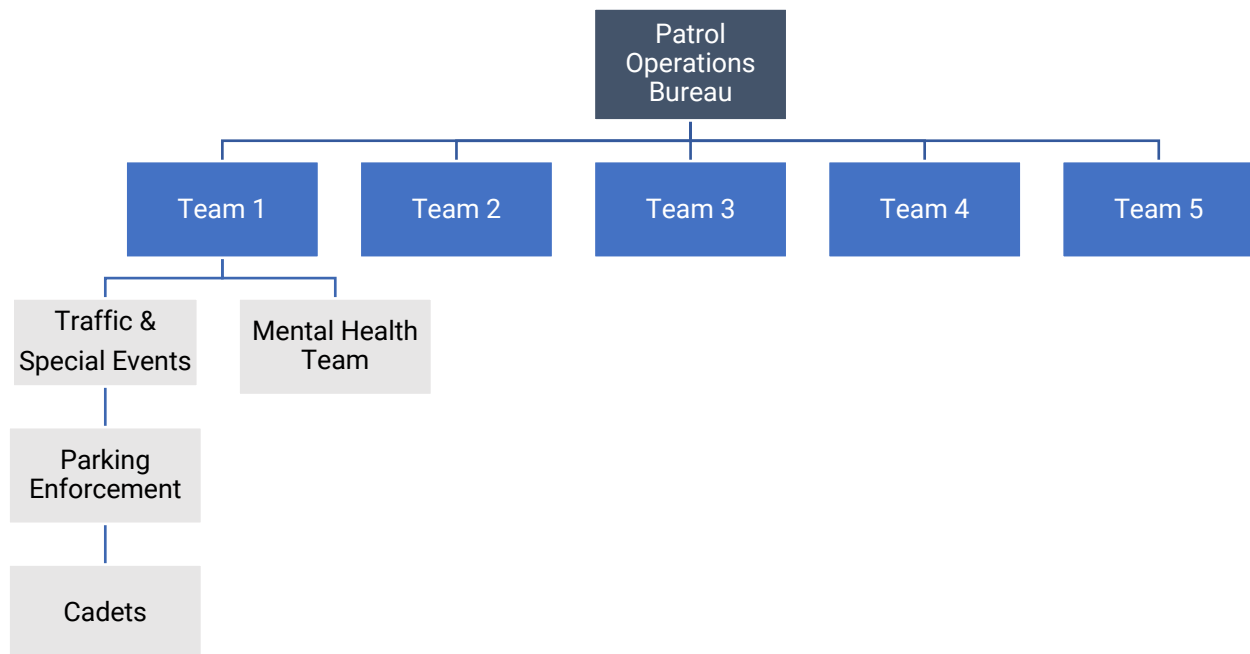 Patrol
Operations
Bureau
Team 1
Team 2
Team 3
Team 4
Team 5
Traffic &
Special Events
Mental Health
Team
Parking
Enforcement
Cadets